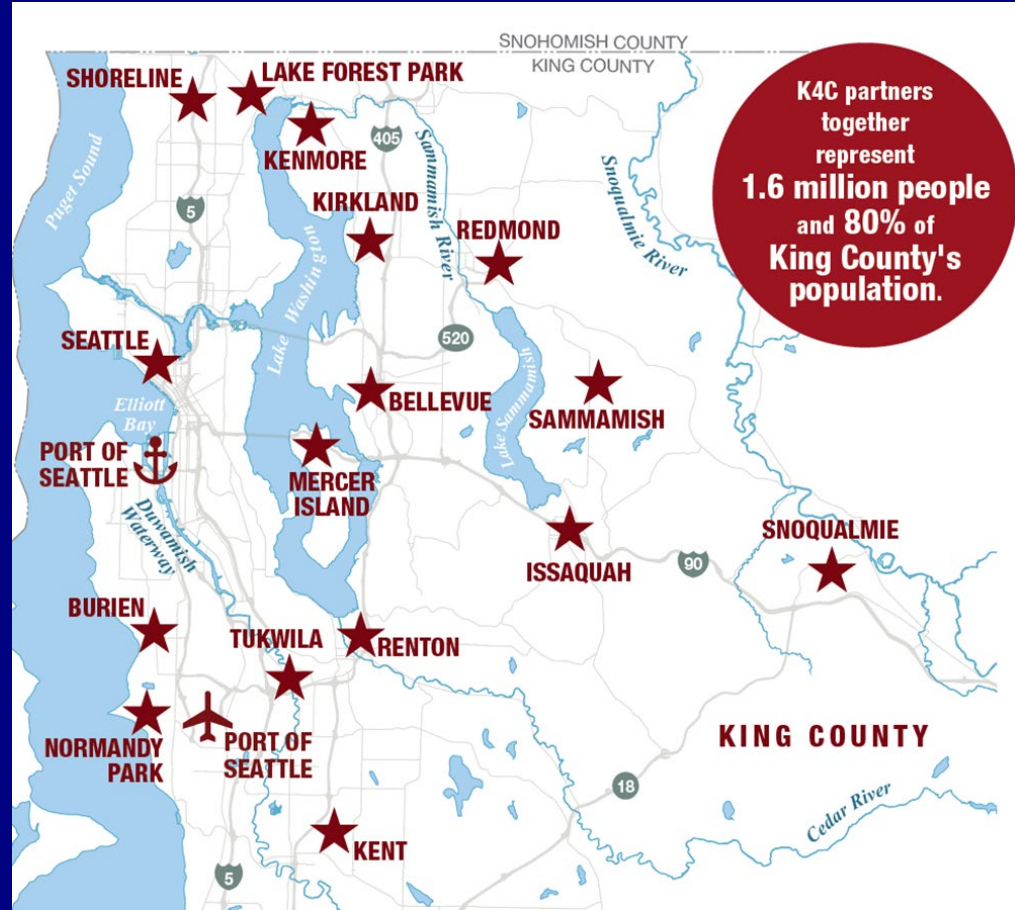 SNOHOMISH COUNTY
KING COUNTY
SHORELINE
LAKE FOREST PARK
KENMORE
405
Sammamish River
Puget Sound
5
KIRKLAND
REDMOND
Snoqualmie River
K4C partners
together
represent
1.6 million people
and 80% of
King County's
population.
Lake Washington
520
SEATTLE
Elliott
Bay
BELLEVUE
Lake Sammamish
SAMMAMISH
PORT OF
SEATTLE
MERCER
ISLAND
Duwamish
Waterway
ISSAQUAH
90
SNOQUALMIE
BURIEN
TUKWILA
RENTON
NORMANDY
PARK
PORT OF
SEATTLE
KING COUNTY
18
Cedar River
KENT
5